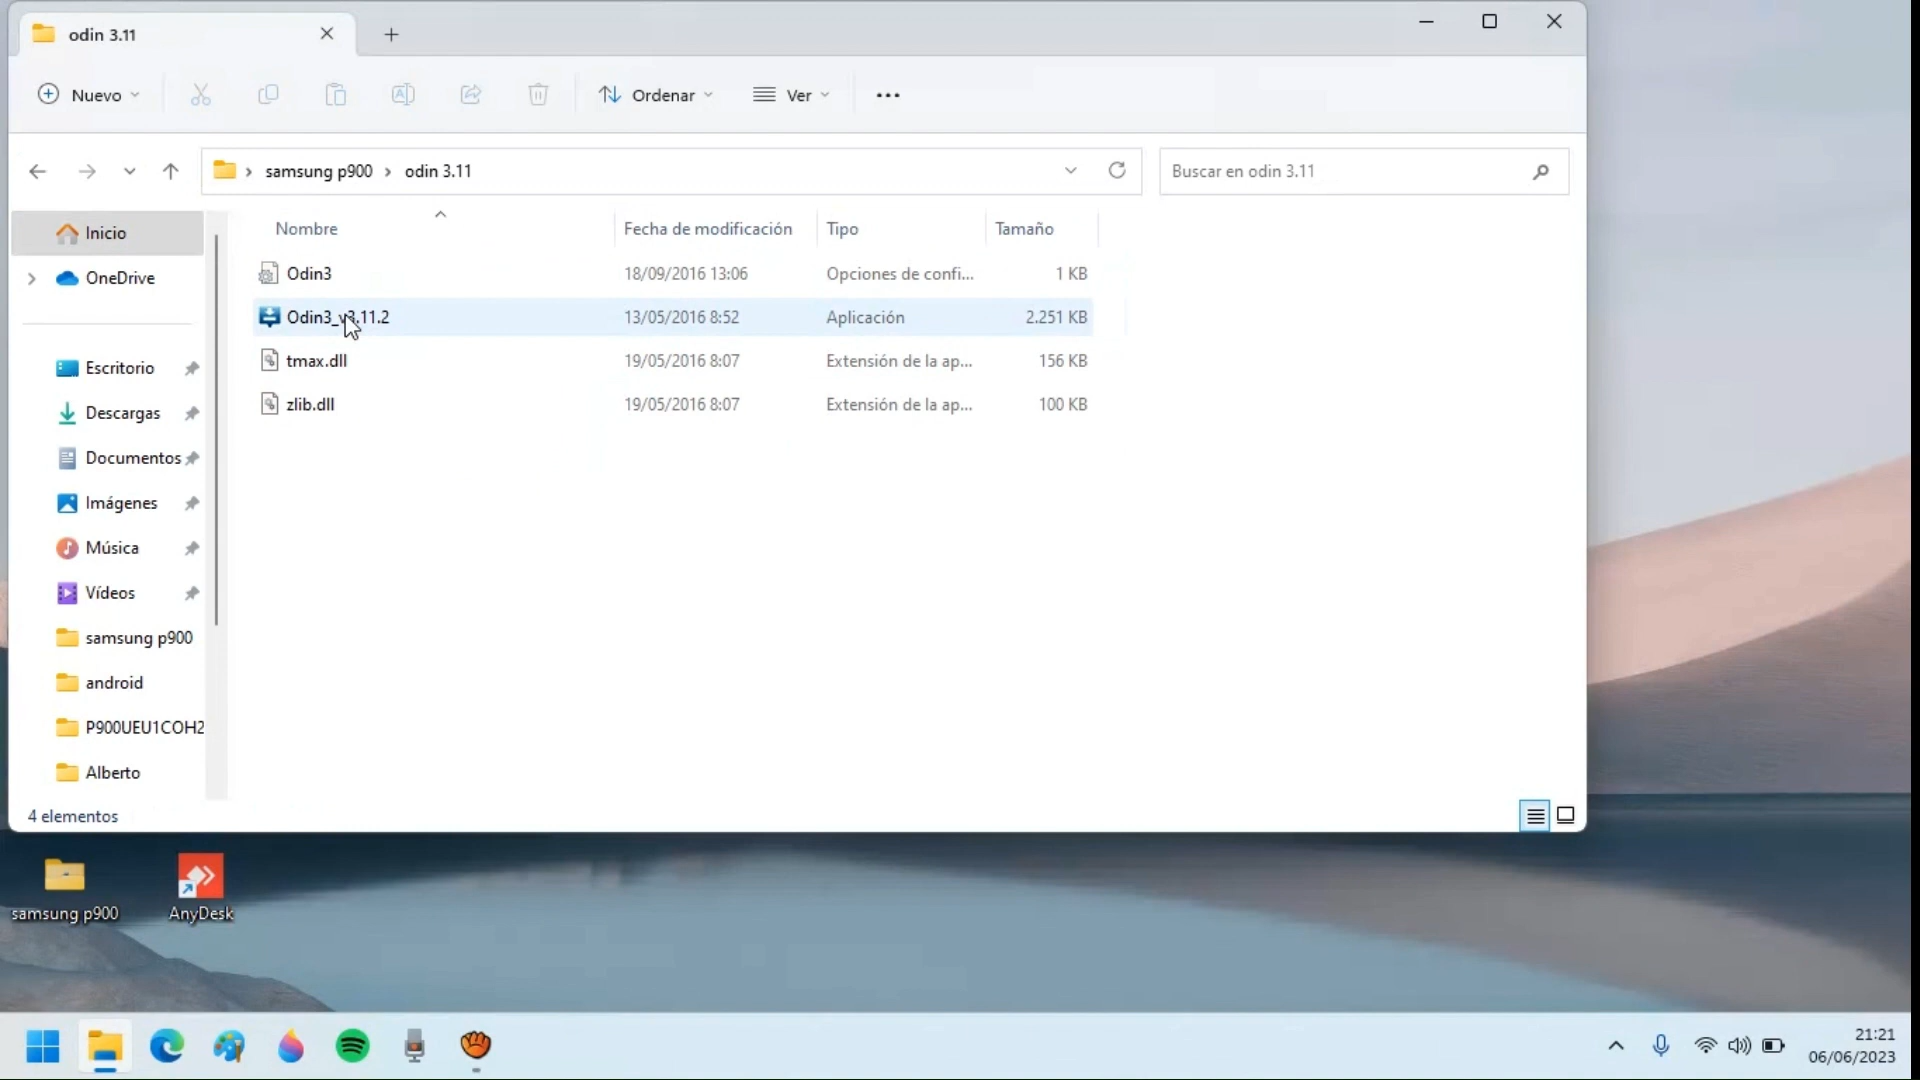 odin 3.11
Nuevo
Ordenar
Ver
samsung p900 > odin 3.11
Buscar en odin 3.11
Nombre
Fecha de modificación
Tipo
Tamaño
Odin3
18/09/2016 13:06
Opciones de confi...
1 KB
Odin3_v3.11.2
13/05/2016 8:52
Aplicación
2.251 KB
tmax.dll
19/05/2016 8:07
Extensión de la ap...
156 KB
zlib.dll
19/05/2016 8:07
Extensión de la ap...
100 KB
Inicio
OneDrive
Escritorio
Descargas
Documentos
Imágenes
Música
Vídeos
samsung p900
android
P900UEU1COH2
Alberto
4 elementos
samsung p900
AnyDesk
21:21
06/06/2023